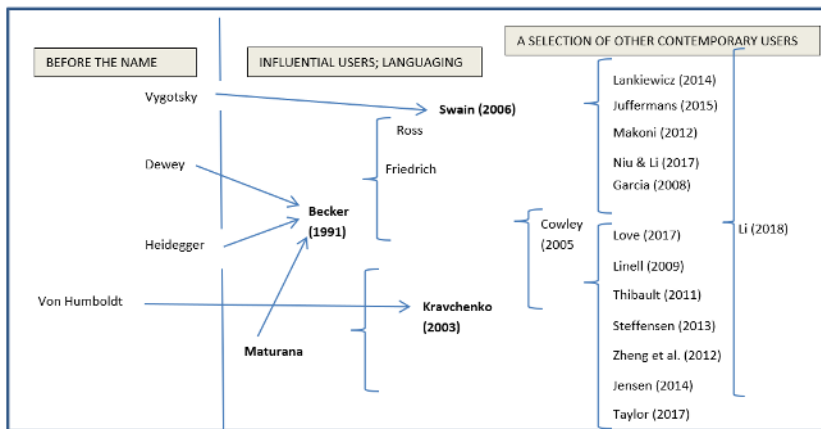 A SELECTION OF OTHER CONTEMPORARY USERS
BEFORE THE NAME
INFLUENTIAL USERS; LANGUAGING
Vygotsky
Dewey
Heidegger
Von Humboldt
Swain (2006)
Ross
Friedrich
Becker
(1991)
Kravchenko
(2003)
Maturana
Cowley
(2005
Lankiewicz (2014)
Juffermans (2015)
Makoni (2012)
Niu & Li (2017)
Garcia (2008)
Love (2017)
Linell (2009)
Thibault (2011)
Steffensen (2013)
Zheng et al. (2012)
Jensen (2014)
Taylor (2017)
Li (2018)